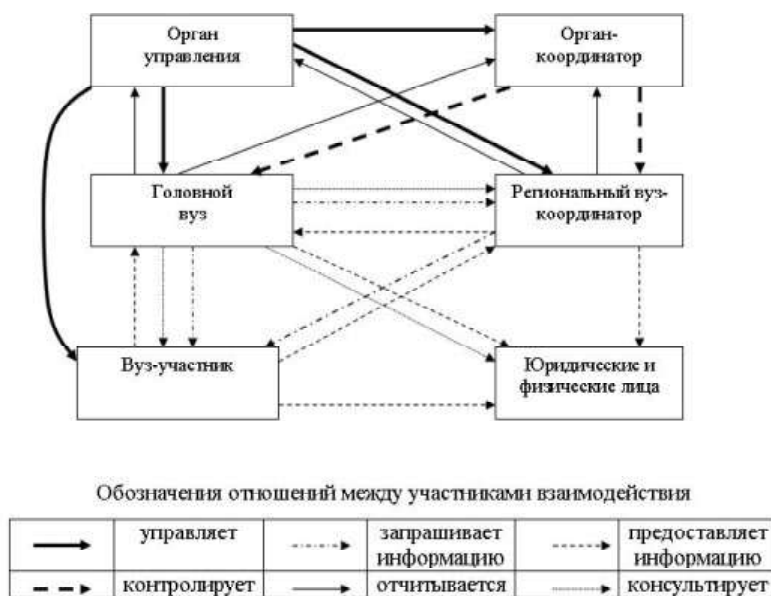 Орган
управления
Орган-
координатор
Головной
вуз
Региональный вуз-
координатор
Вуз-участник
Юридические и
физические лица
Обозначения отношений между участниками взаимодействия
управляет
запрашивает
информацию
предоставляет
информацию
контролирует
отчитывается
консультирует